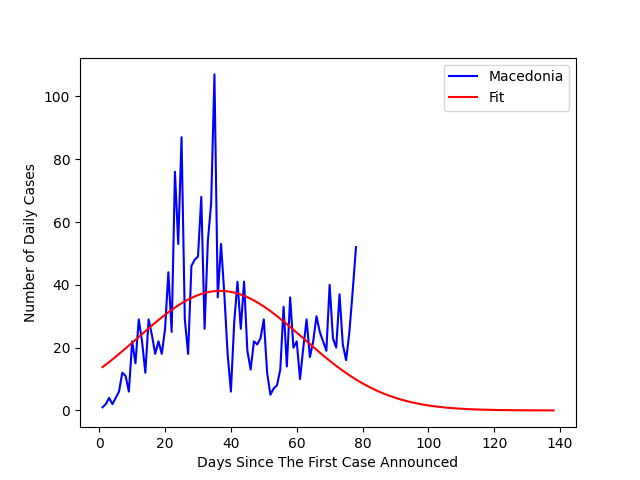 Macedonia
Fit
Number of Daily Cases
100
80
60
40
20
0
0 20 40 60 80 100 120 140
Days Since The First Case Announced